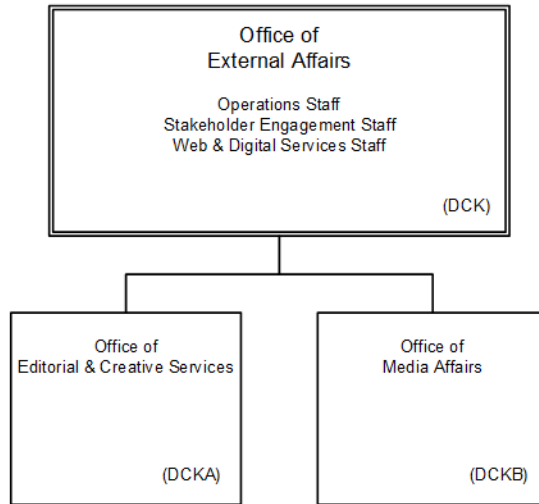 Office of
External Affairs
Operations Staff
Stakeholder Engagement Staff
Web & Digital Services Staff
(DCK)
Office of
Editorial & Creative Services
(DCKA)
Office of
Media Affairs
(DCKB)